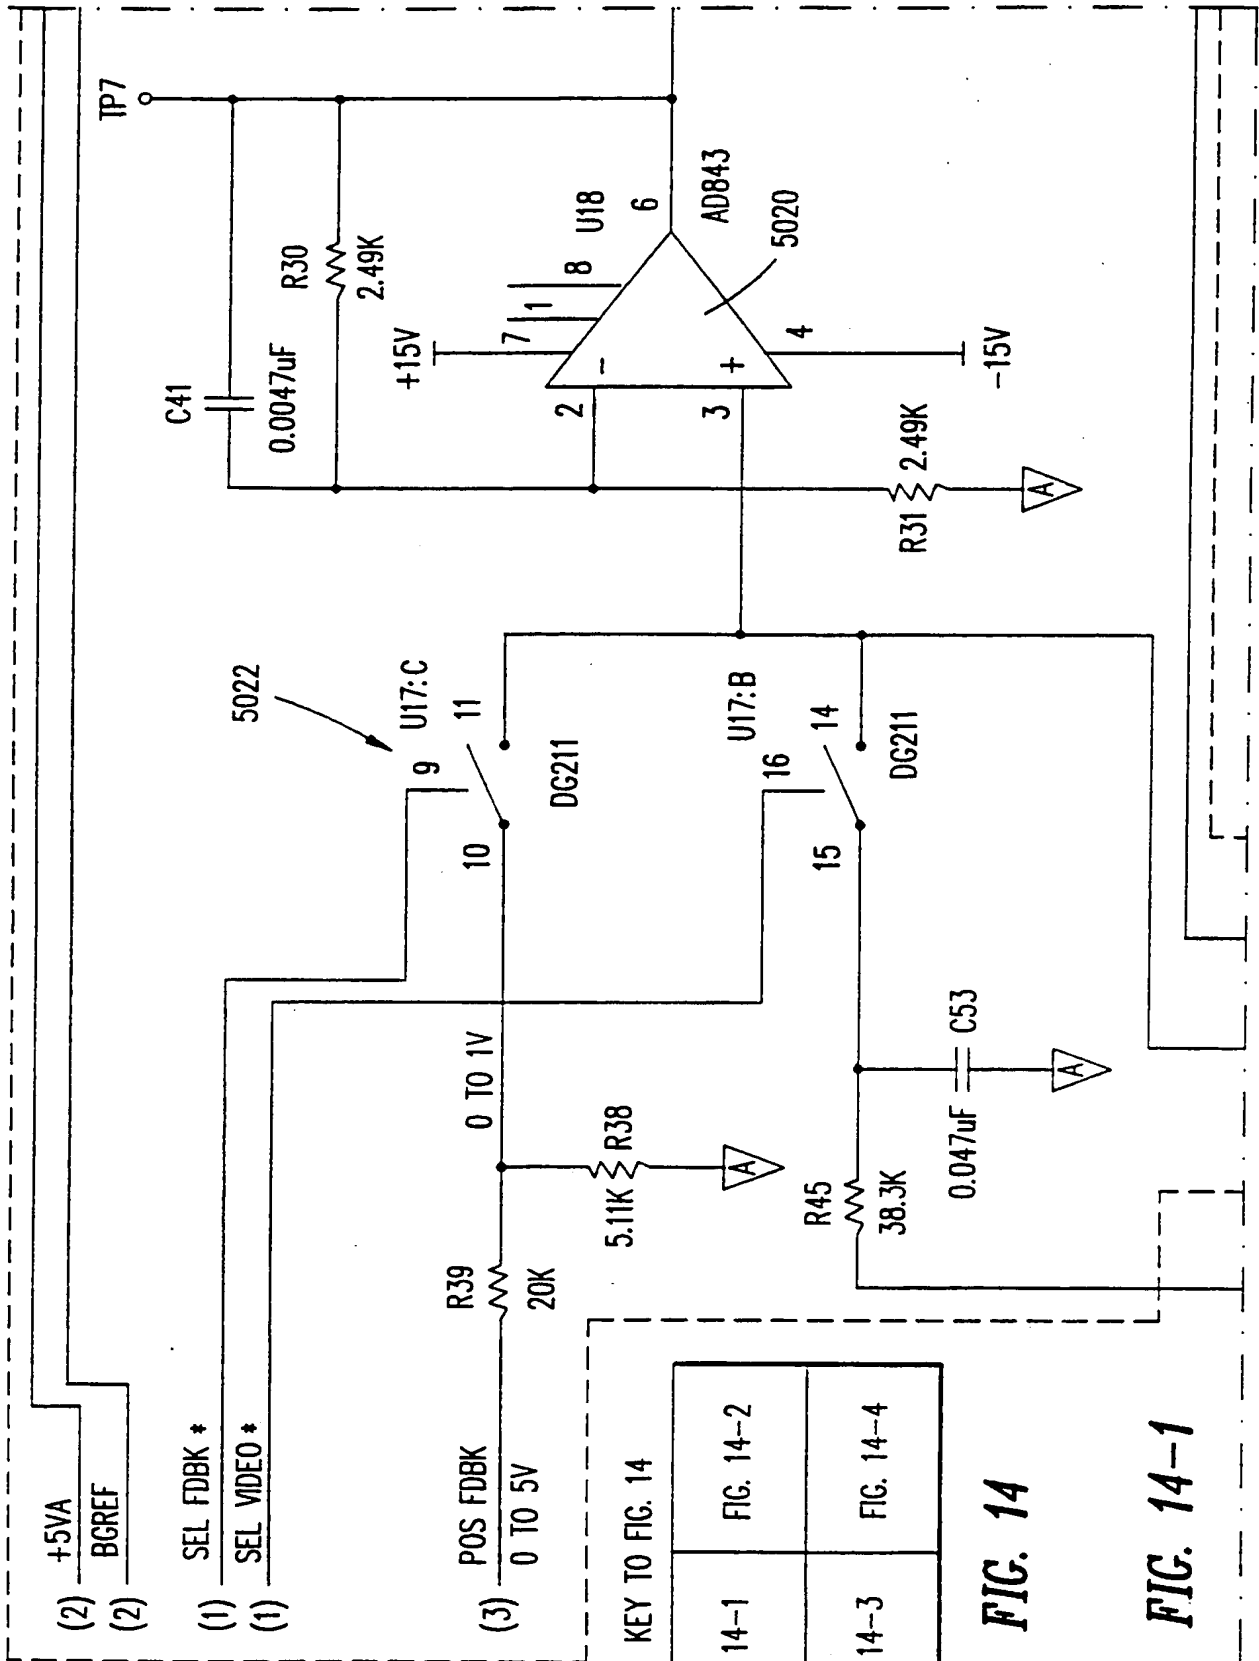 TP7
C41
0.0047uF
R30
2.49K
U18
6
AD843
5020
8
1
7
+15V
-
+
4
-15V
2
3
R31
2.49K
A
5022
U17:C
9
11
10
DG211
U17:B
16
14
15
DG211
+5VA
(2)
BGREF
(2)
SEL FDBK *
(1)
SEL VIDEO *
(1)
POS FDBK
0 TO 5V
(3)
R39
20K
0 TO 1V
5.11K
R38
A
R45
38.3K
0.047uF
C53
A
KEY TO FIG. 14
14-1
FIG. 14-2
14-3
FIG. 14-4
FIG. 14
FIG. 14-1